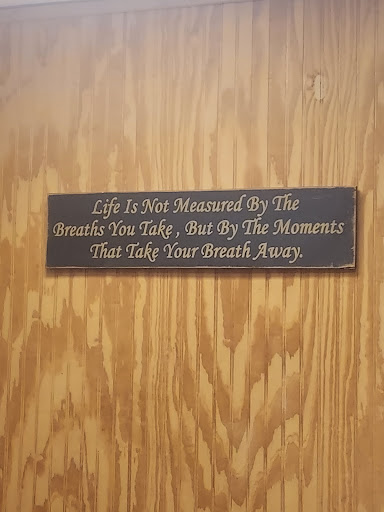 Life Is Not Measured By The
Breaths You Take , But By The Moments
That Take Your Breath Away.